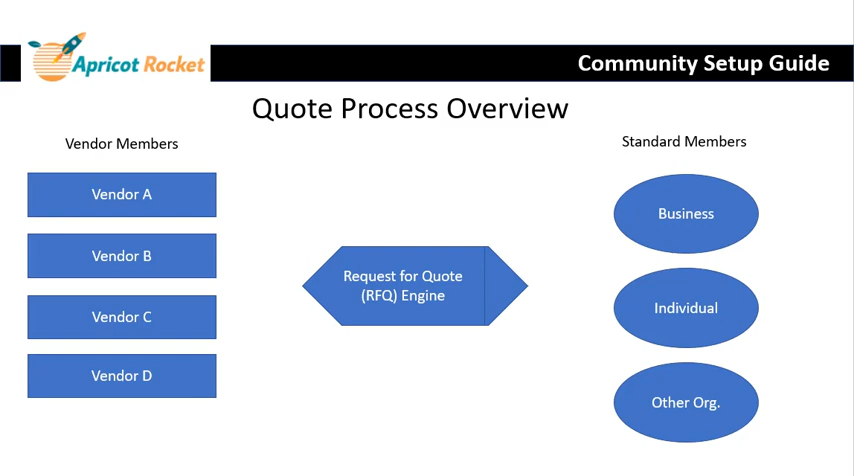 Apricot Rocket
Community Setup Guide
Quote Process Overview
Vendor Members
Vendor A
Vendor B
Vendor C
Vendor D
Request for Quote
(RFQ) Engine
Standard Members
Business
Individual
Other Org.